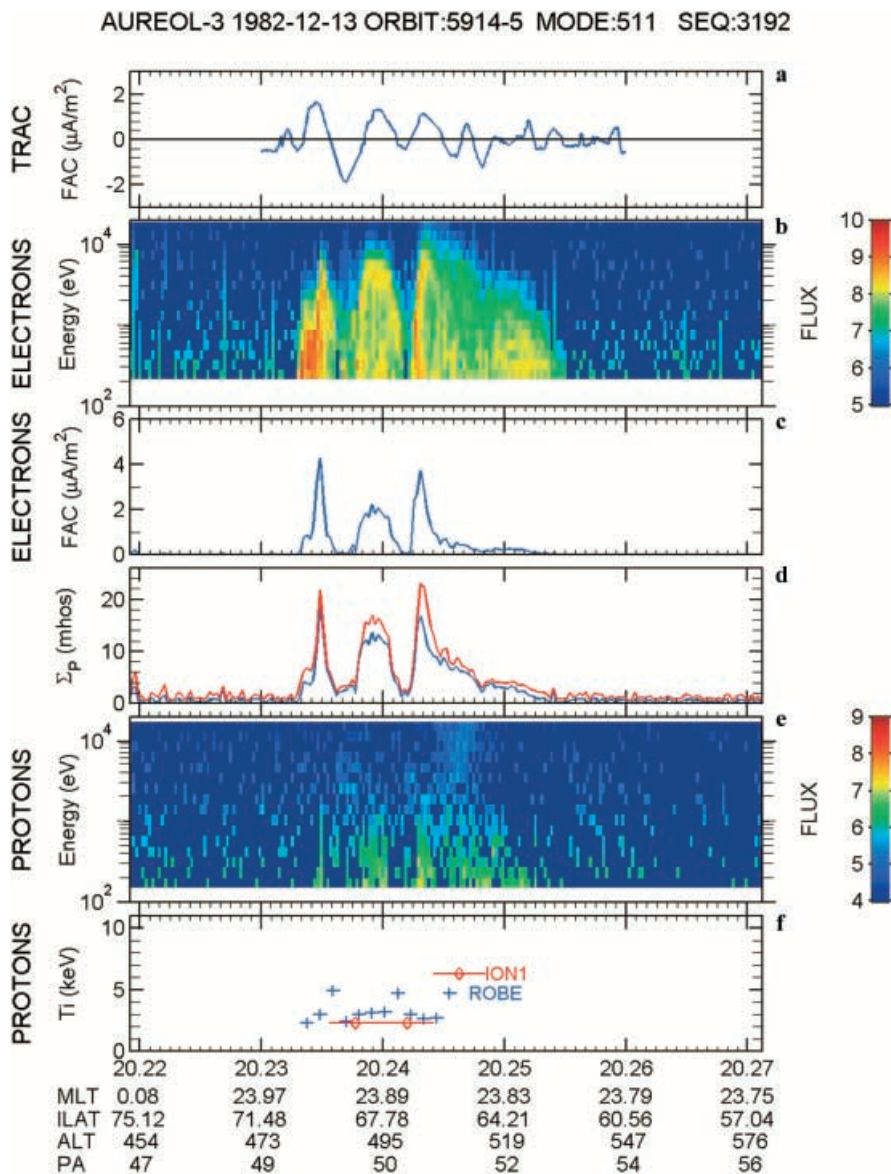 AUREOL-3 1982-12-13 ORBIT:5914-5 MODE:511 SEQ:3192
a
TRAC
FAC (μA/m²)
2
0
-2
b
ELECTRONS
Energy (eV)
10⁴
10²
FLUX
10
9
8
7
6
5
c
ELECTRONS
FAC (μA/m²)
6
4
2
0
d
Σp (mhos)
20
10
0
e
PROTONS
Energy (eV)
10⁴
10²
FLUX
9
8
7
6
5
4
f
PROTONS
Ti (keV)
10
5
0
ION1
ROBE
20.22 20.23 20.24 20.25 20.26 20.27
MLT 0.08 23.97 23.89 23.83 23.79 23.75
ILAT 75.12 71.48 67.78 64.21 60.56 57.04
ALT 454 473 495 519 547 576
PA 47 49 50 52 54 56